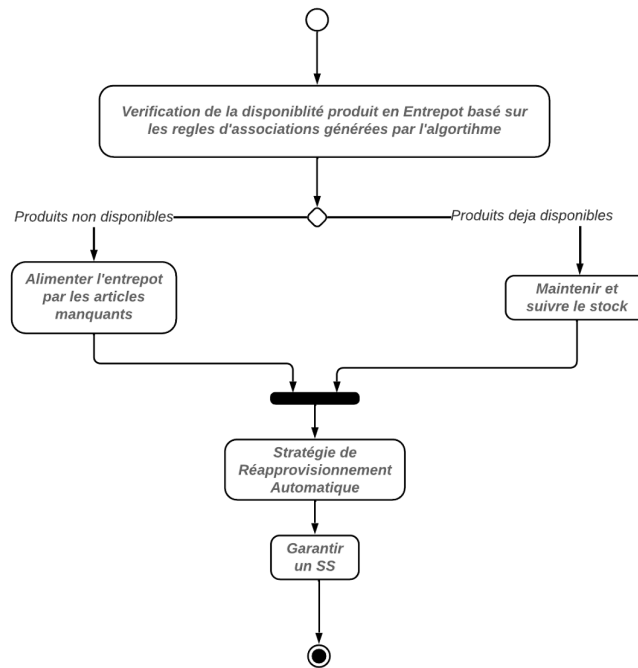 Verification de la disponiblité produit en Entrepot basé sur
les regles d'associations générées par l'algortihme
Produits non disponibles
Produits deja disponibles
Alimenter l'entrepot
par les articles
manquants
Maintenir et
suivre le stock
Stratégie de
Réapprovisionnement
Automatique
Garantir
un SS